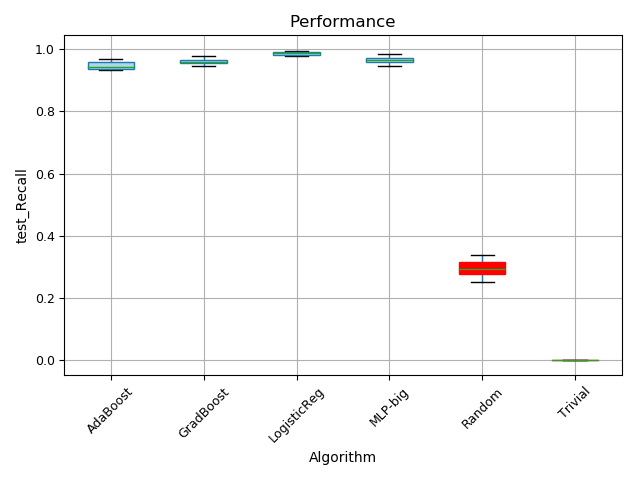 Performance
1.0
0.8
0.6
0.4
0.2
0.0
test_Recall
AdaBoost
GradBoost
LogisticReg
MLP-big
Random
Trivial
Algorithm